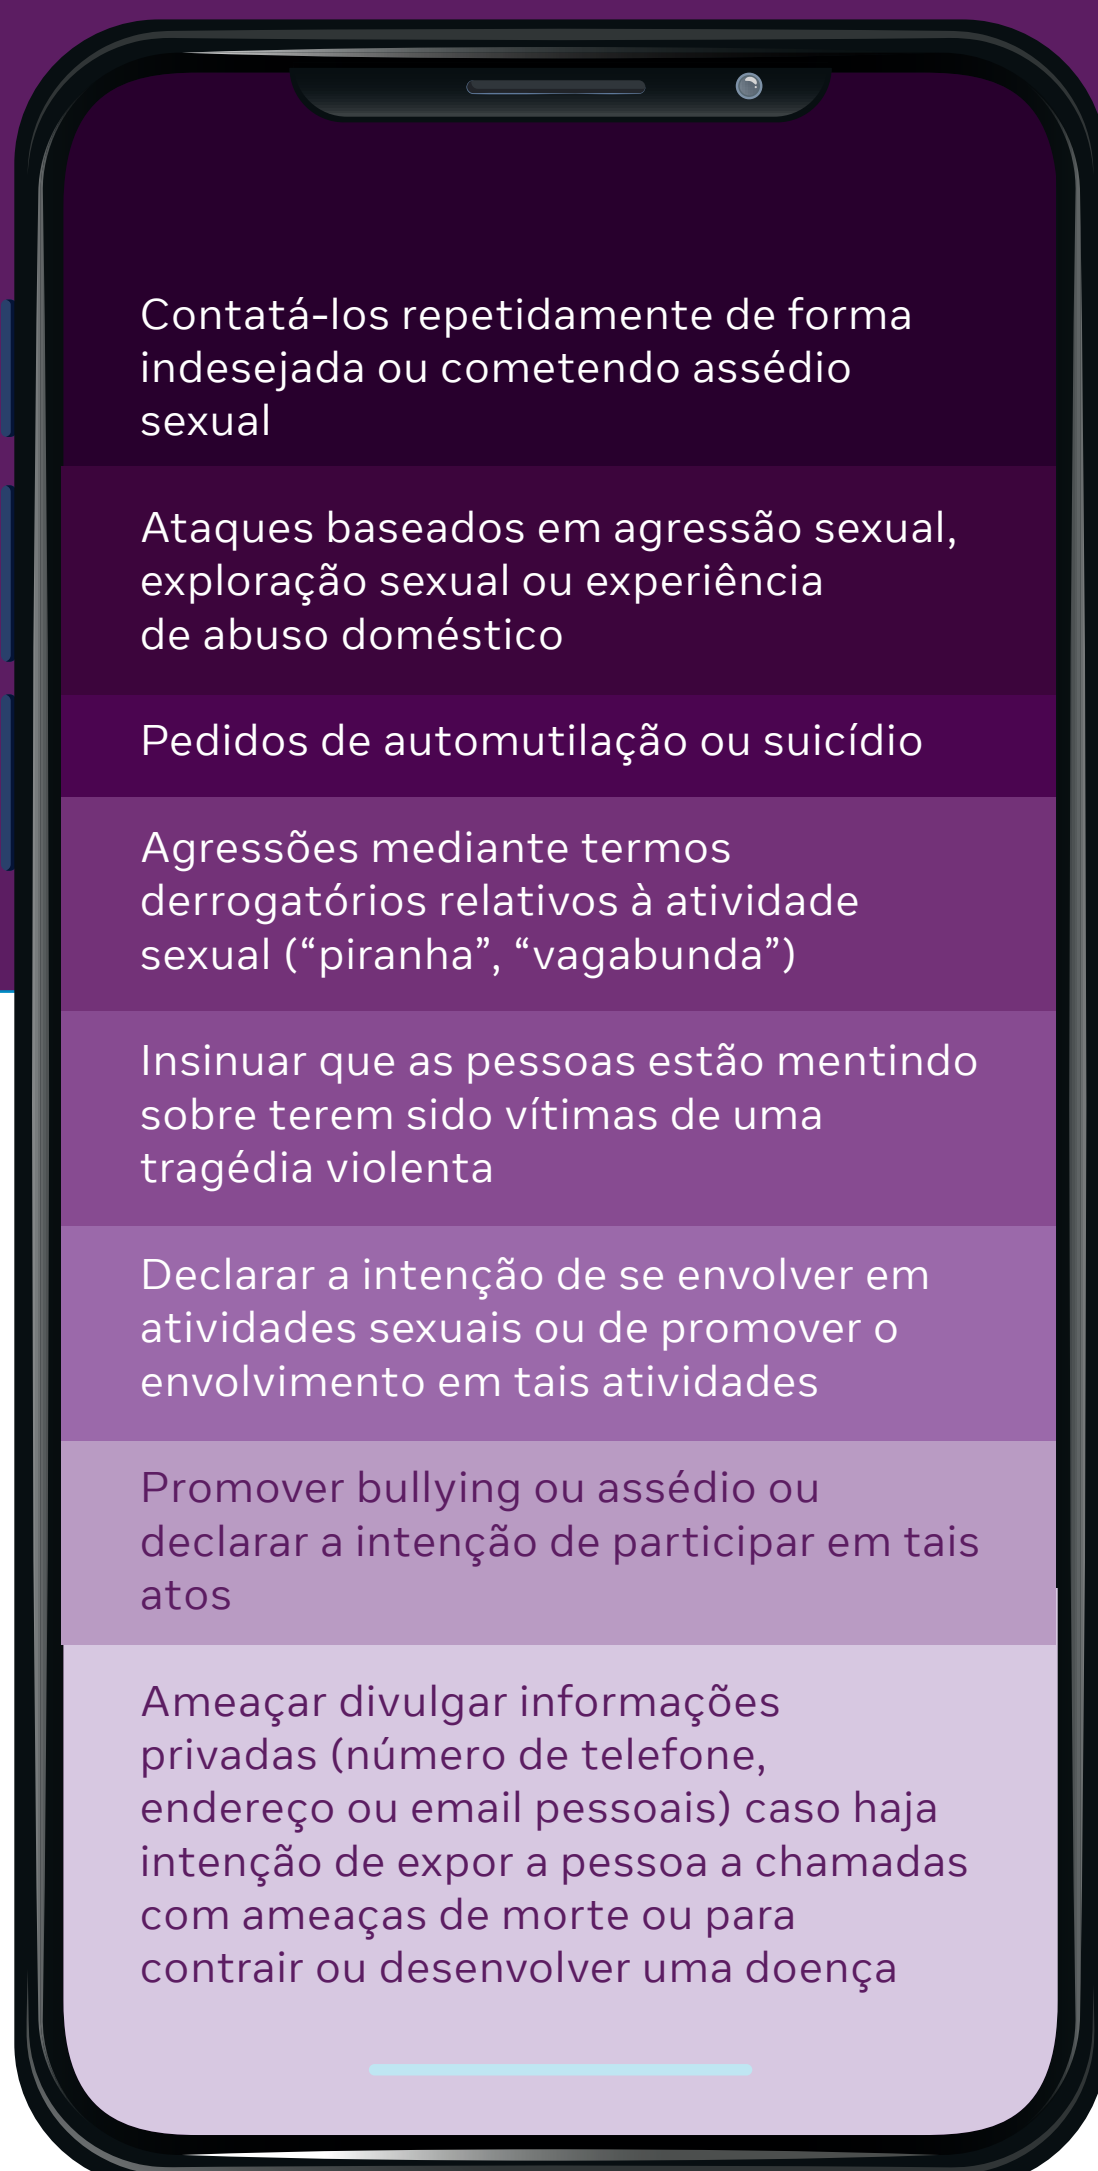 Contatá-los repetidamente de forma
indesejada ou cometendo assédio
sexual
Ataques baseados em agressão sexual,
exploração sexual ou experiência
de abuso doméstico
Pedidos de automutilação ou suicídio
Agressões mediante termos
derrogatórios relativos à atividade
sexual (“piranha”, “vagabunda”)
Insinuar que as pessoas estão mentindo
sobre terem sido vítimas de uma
tragédia violenta
Declarar a intenção de se envolver em
atividades sexuais ou de promover o
envolvimento em tais atividades
Promover bullying ou assédio ou
declarar a intenção de participar em tais
atos
Ameaçar divulgar informações
privadas (número de telefone,
endereço ou email pessoais) caso haja
intenção de expor a pessoa a chamadas
com ameaças de morte ou para
contrair ou desenvolver uma doença